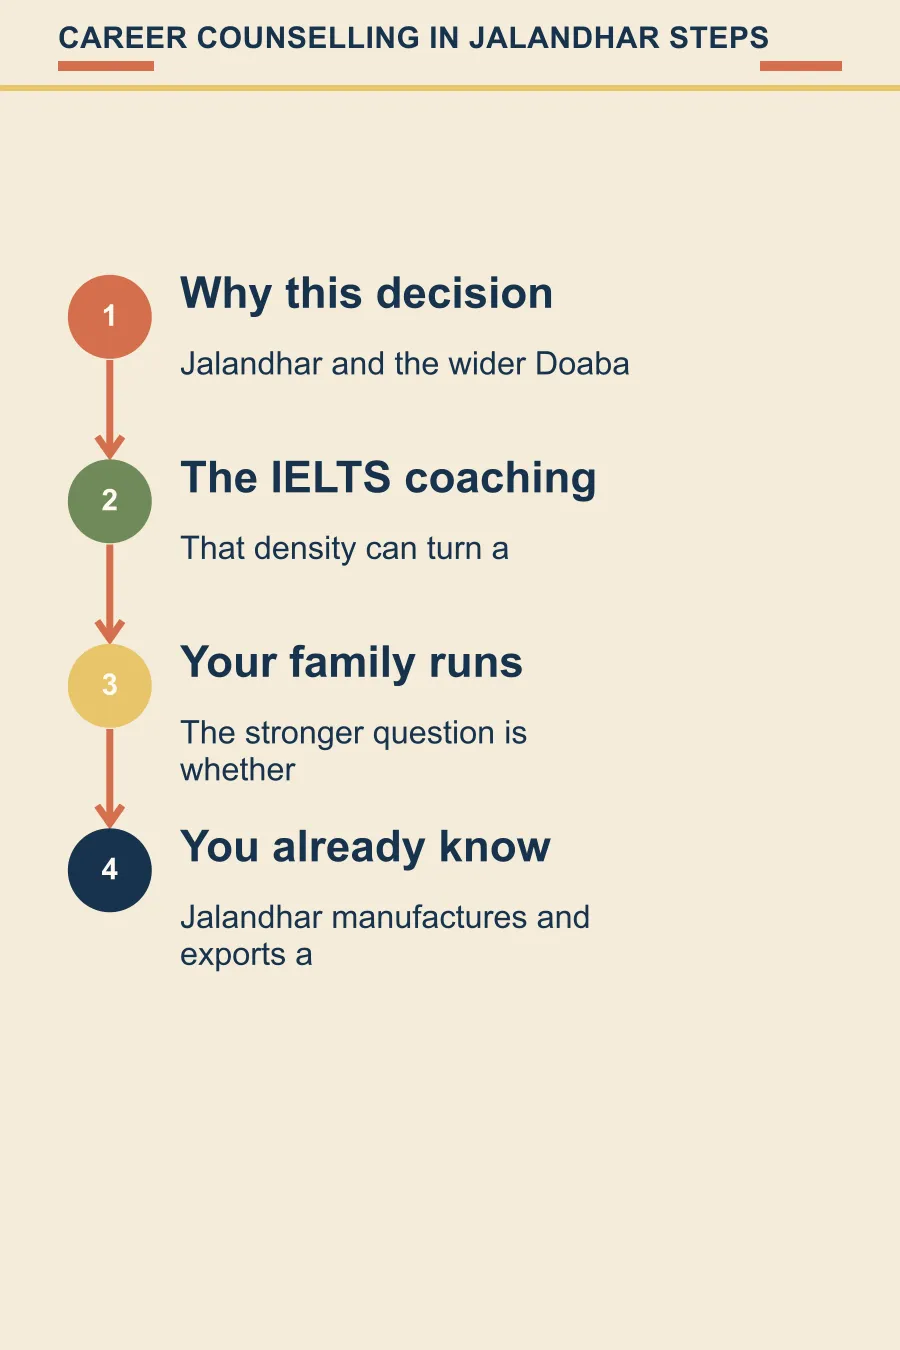 CAREER COUNSELLING IN JALANDHAR STEPS
1
Why this decision
Jalandhar and the wider Doaba
2
The IELTS coaching
That density can turn a
3
Your family runs
The stronger question is
whether
4
You already know
Jalandhar manufactures and
exports a